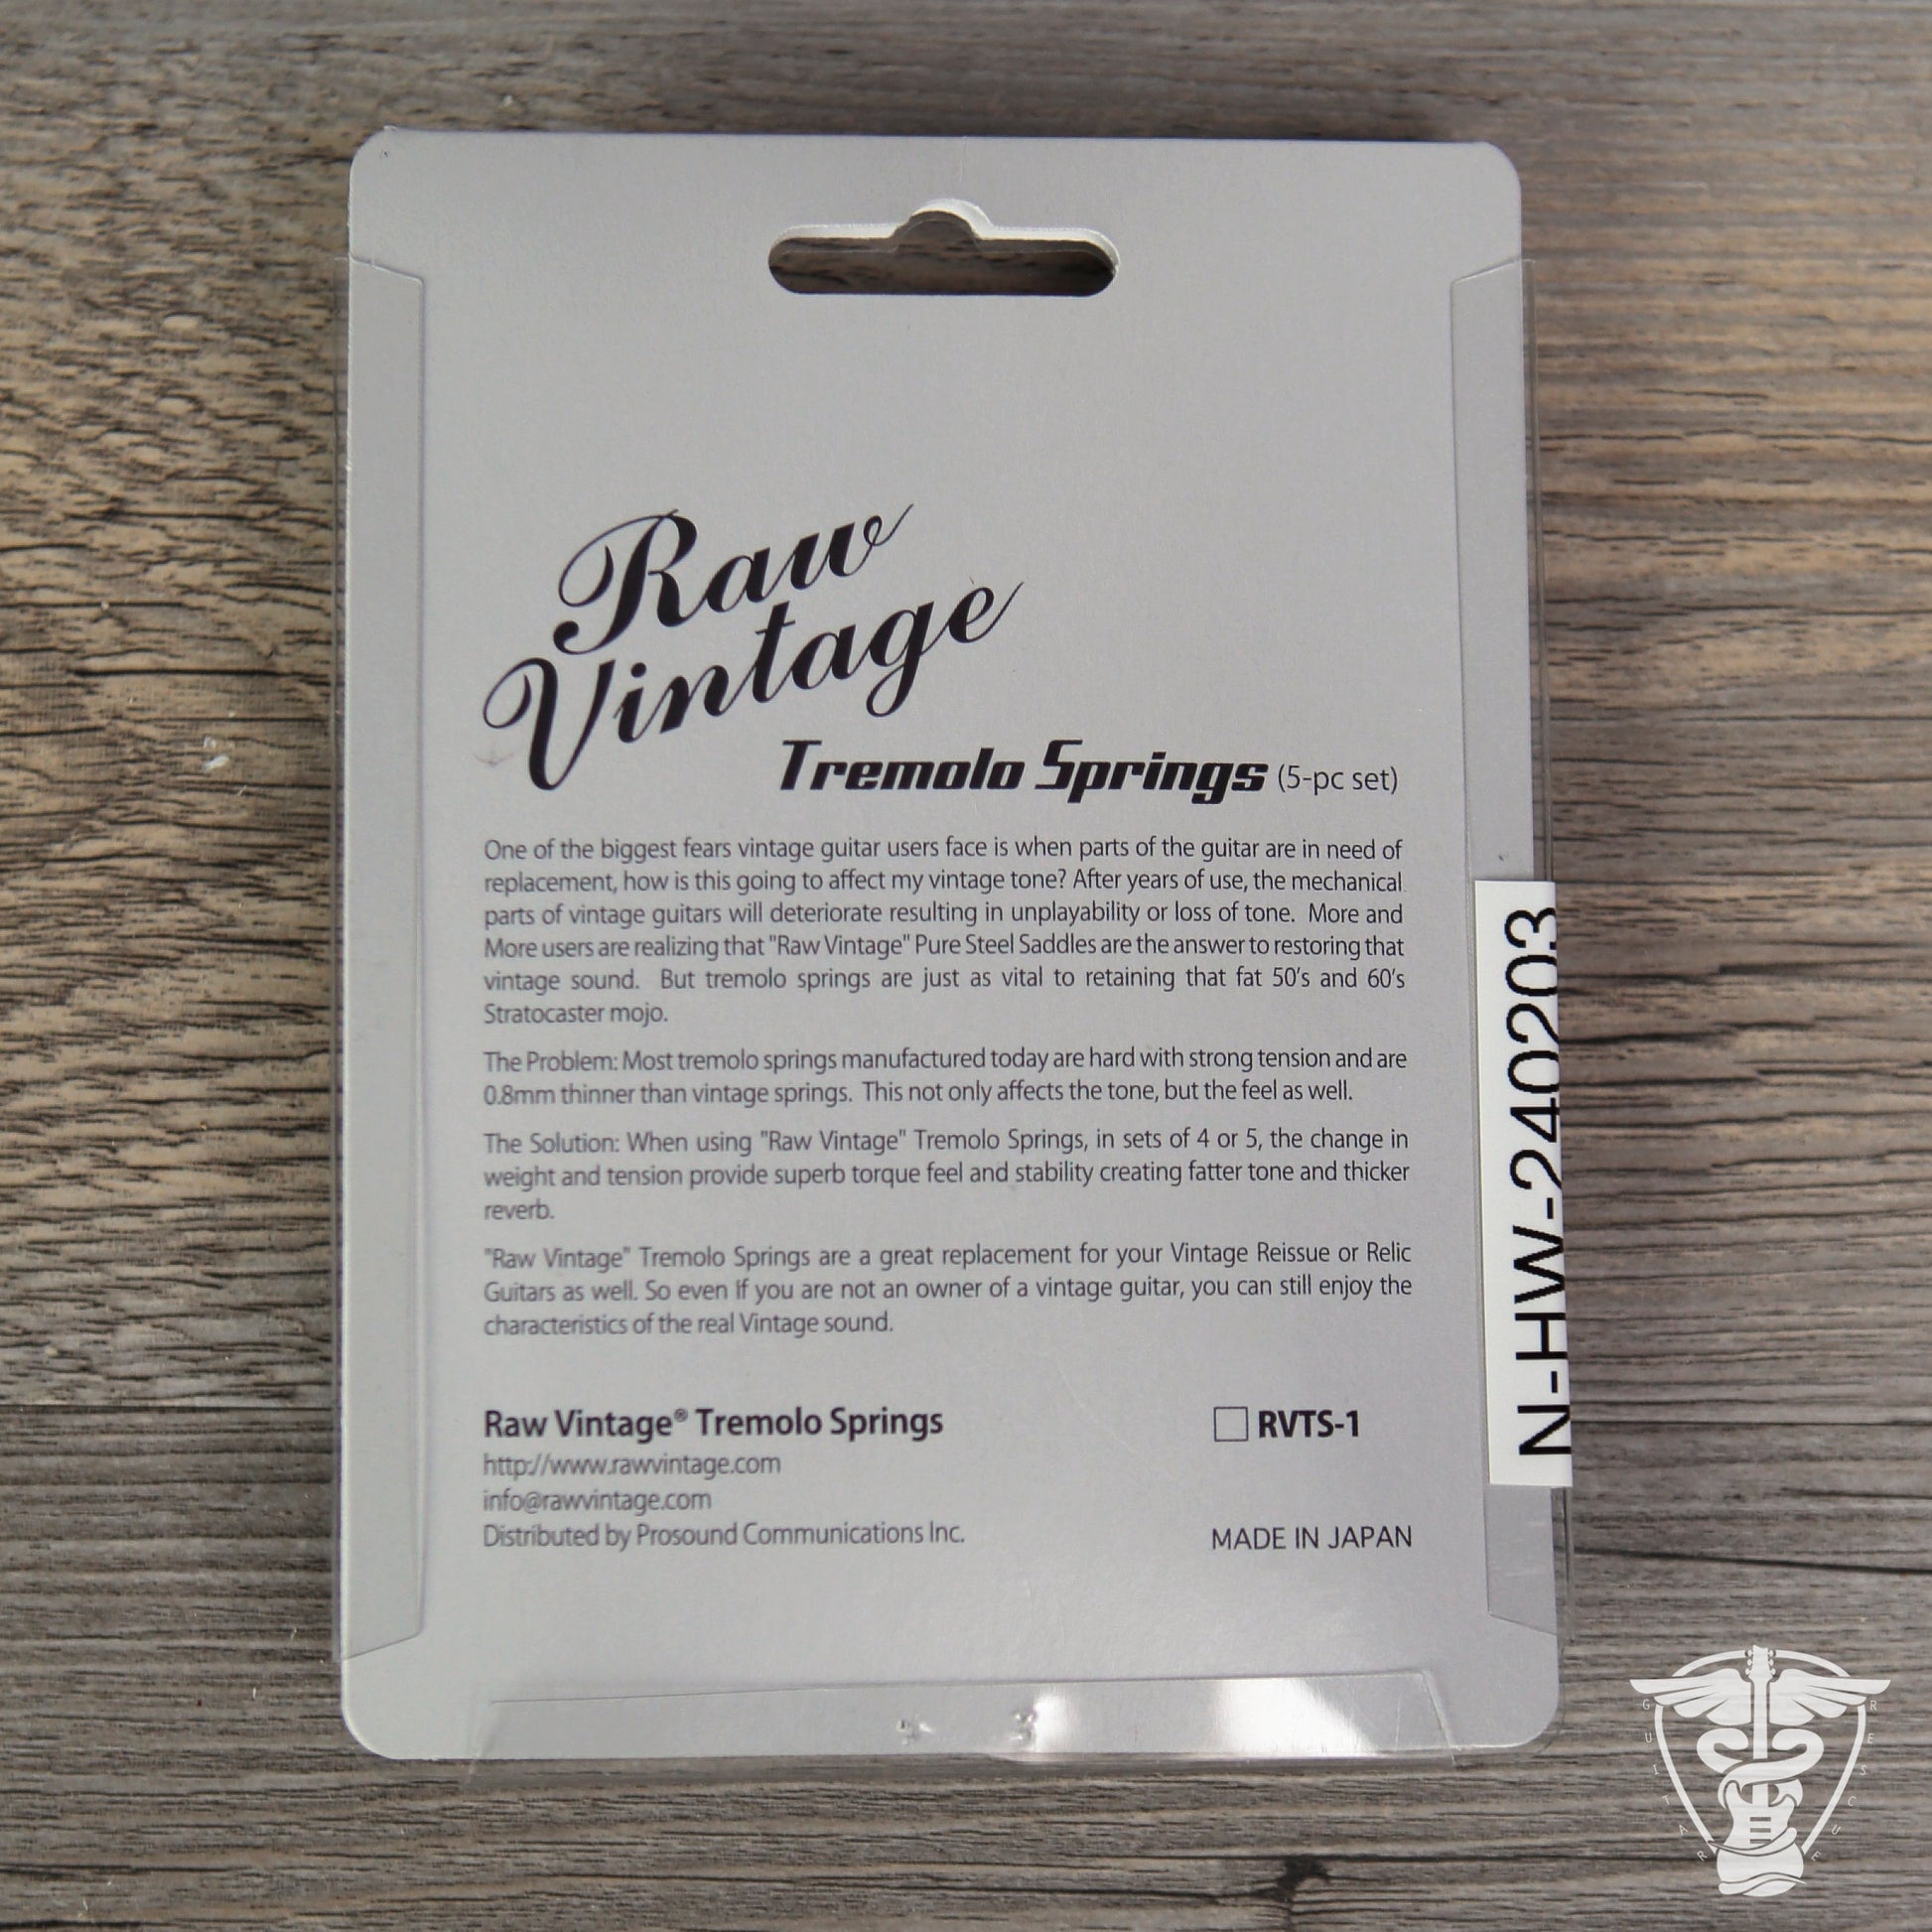 Raw
Vintage
Tremolo Springs (5-pc set)
One of the biggest fears vintage guitar users face is when parts of the guitar are in need of
replacement, how is this going to affect my vintage tone? After years of use, the mechanical
parts of vintage guitars will deteriorate resulting in unplayability or loss of tone. More and
More users are realizing that "Raw Vintage" Pure Steel Saddles are the answer to restoring that
vintage sound. But tremolo springs are just as vital to retaining that fat 50's and 60's
Stratocaster mojo.
The Problem: Most tremolo springs manufactured today are hard with strong tension and are
0.8mm thinner than vintage springs. This not only affects the tone, but the feel as well.
The Solution: When using "Raw Vintage" Tremolo Springs, in sets of 4 or 5, the change in
weight and tension provide superb torque feel and stability creating fatter tone and thicker
reverb.
"Raw Vintage" Tremolo Springs are a great replacement for your Vintage Reissue or Relic
Guitars as well. So even if you are not an owner of a vintage guitar, you can still enjoy the
characteristics of the real Vintage sound.
Raw Vintage® Tremolo Springs
RVTS-1
http://www.rawvintage.com
info@rawvintage.com
Distributed by Prosound Communications Inc.
MADE IN JAPAN
N-HW-240203
GUITAR RESCUE